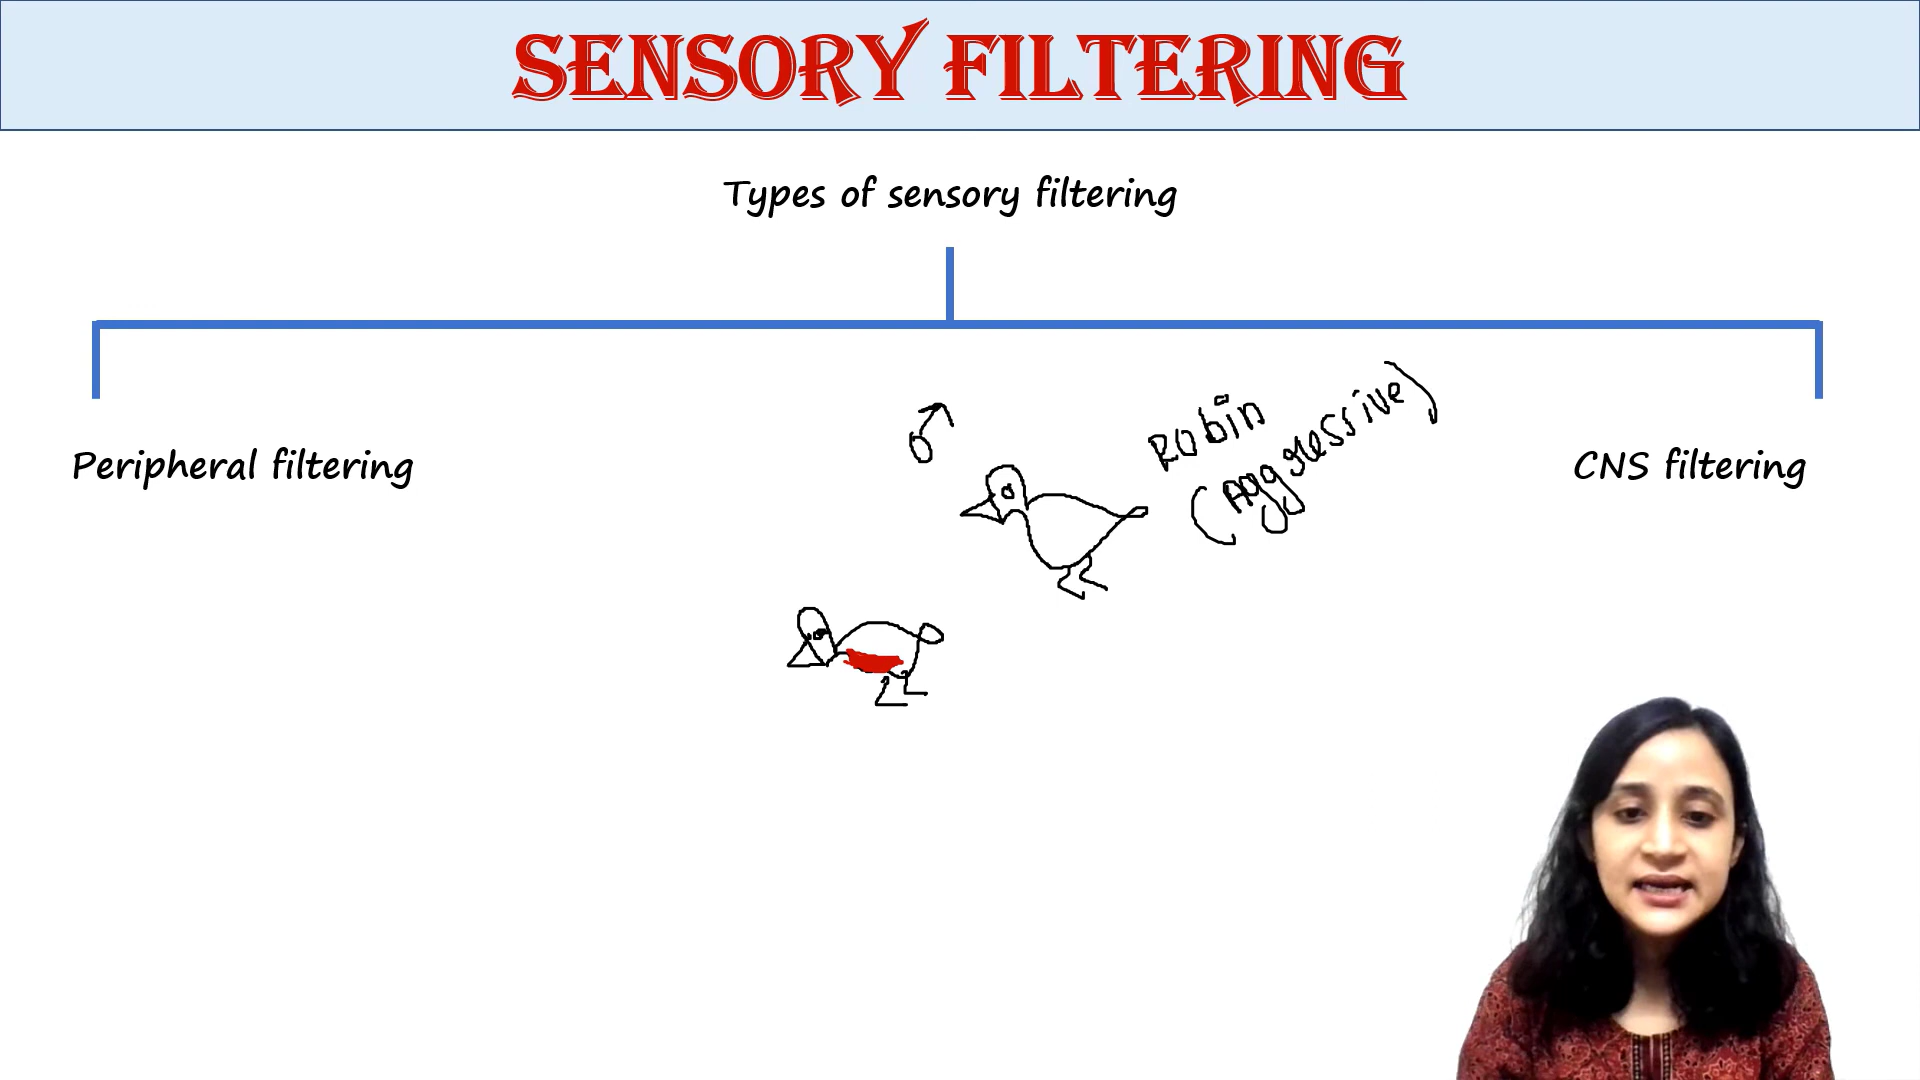 SENSORY FILTERING
Types of sensory filtering
Peripheral filtering
♂
Robin
(Aggressive)
CNS filtering